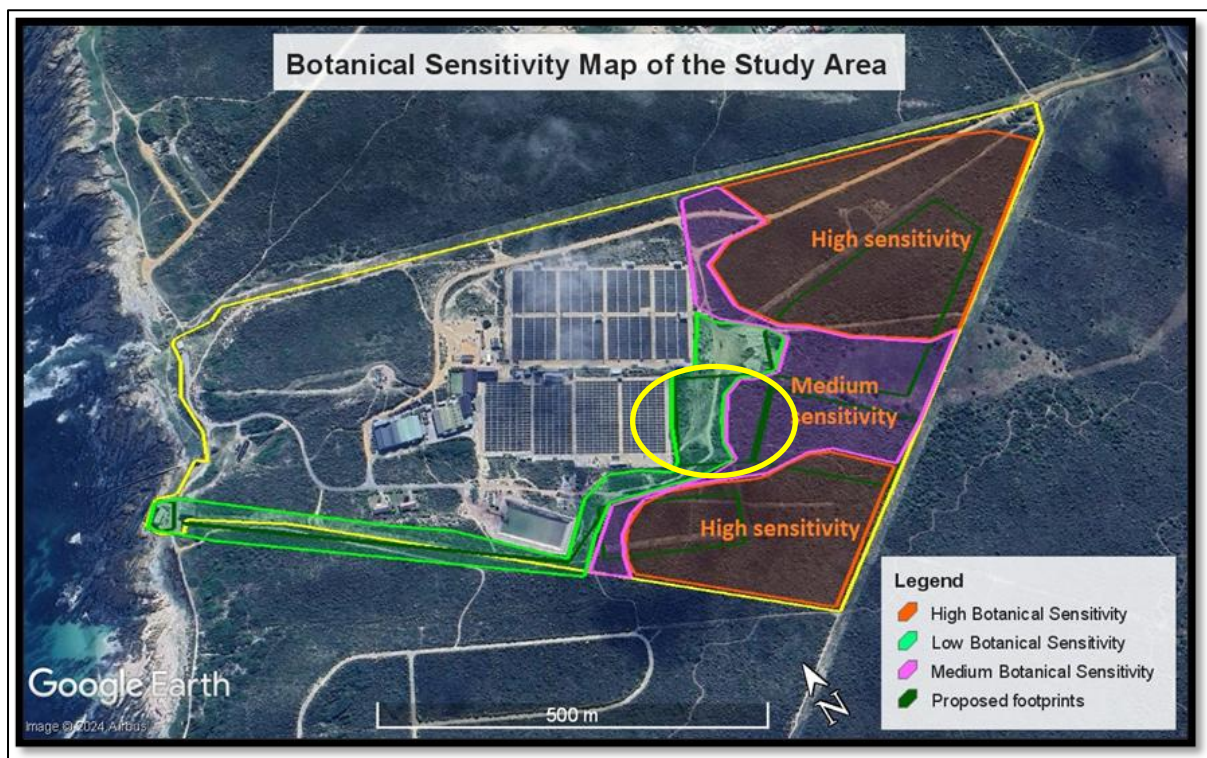 Botanical Sensitivity Map of the Study Area
High sensitivity
Medium
sensitivity
High sensitivity
Legend
High Botanical Sensitivity
Low Botanical Sensitivity
Medium Botanical Sensitivity
Proposed footprints
Google Earth
Image © 2024 Airbus
500 m
N